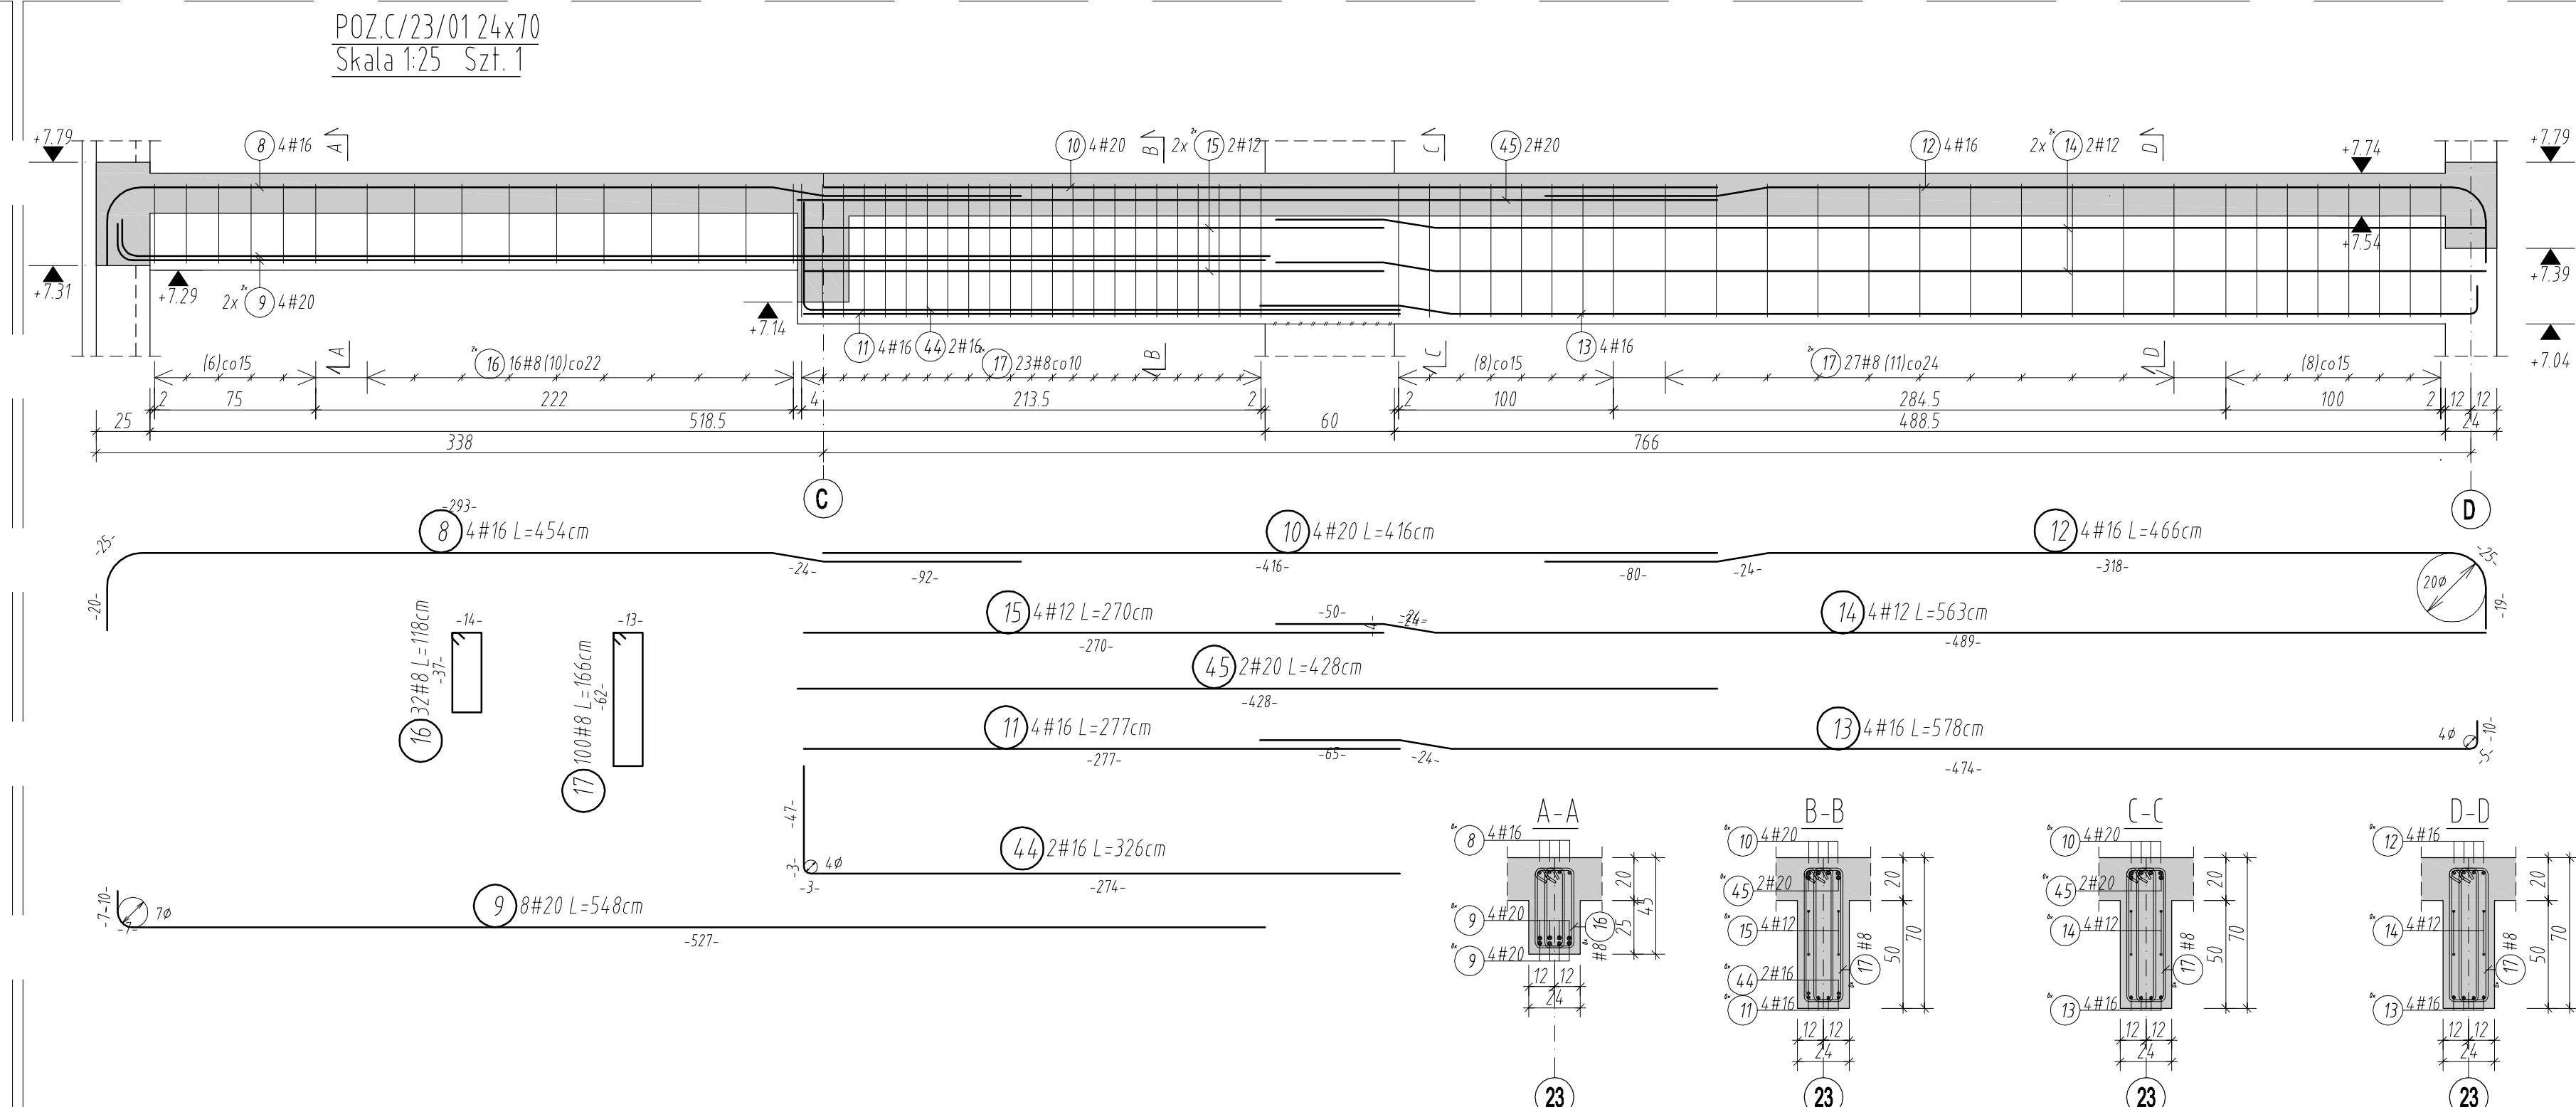 POZ.C/23/01 24x70
Skala 1:25 Szt. 1
+7.79
8 4#16
A
10 4#20
B
2x 15 2#12
C
45 2#20
12 4#16
2x 14 2#12
D
+7.74
+7.79
+7.31
+7.29
2x 9 4#20
+7.14
+7.54
+7.39
11 4#16
44 2#16
13 4#16
+7.04
(6)co15
A
16 16#8(10)co22
17 23#8co10
B
C
(8)co15
17 27#8(11)co24
D
(8)co15
2 75 222 4 213.5 2 2 100 284.5 100 2 12 12
25 518.5 60 488.5 24
338 766
C
D
-293-
8 4#16 L=454cm
10 4#20 L=416cm
12 4#16 L=466cm
-25-
-24-
-92-
-416-
-80-
-24-
-318-
-25-
20ø
-20-
-19-
16 32#8 L=118cm
-14-
-37-
17 100#8 L=166cm
-13-
-62-
15 4#12 L=270cm
-50-
-4-
-24-
14 4#12 L=563cm
-270-
-489-
45 2#20 L=428cm
-428-
11 4#16 L=277cm
13 4#16 L=578cm
-277-
-65-
-24-
-474-
4ø
-10-
-5-
-47-
44 2#16 L=326cm
-3-
4ø
-3-
-274-
-10-
-7-
7ø
-7-
9 8#20 L=548cm
-527-
A-A
8 4#16
9 4#20
9 4#20
16
#8
20
25
45
12 12
24
23
B-B
10 4#20
45 2#20
15 4#12
44 2#16
11 4#16
17 #8
20
50
70
12 12
24
23
C-C
10 4#20
45 2#20
14 4#12
13 4#16
17 #8
20
50
70
12 12
24
23
D-D
12 4#16
14 4#12
13 4#16
17 #8
20
50
70
12 12
24
23